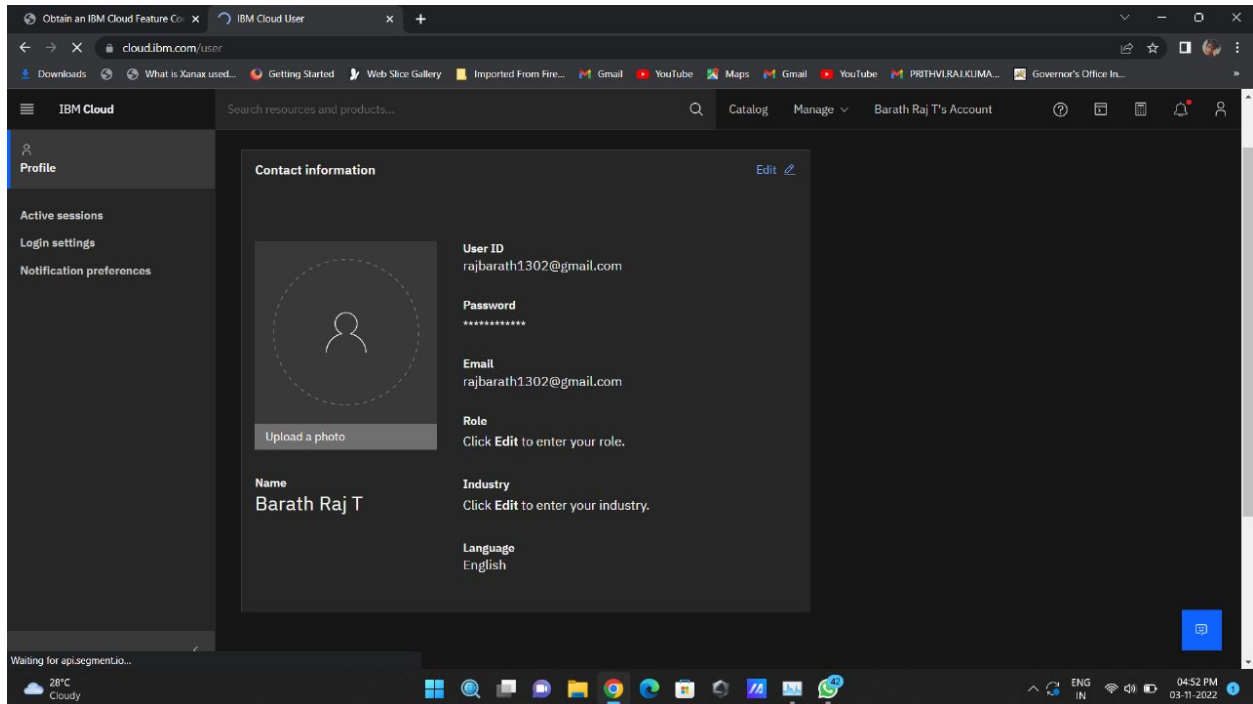 Obtain an IBM Cloud Feature Co
IBM Cloud User
cloud.ibm.com/user
Downloads
What is Xanax used...
Getting Started
Web Slice Gallery
Imported From Fire...
Gmail
YouTube
Maps
Gmail
YouTube
PRITHVI.RAJ.KUMA...
Governor's Office In...
»
IBM Cloud
Search resources and products...
Catalog
Manage
Barath Raj T's Account
Profile
Active sessions
Login settings
Notification preferences
Contact information
Edit
Upload a photo
Name
Barath Raj T
User ID
rajbarath1302@gmail.com
Password
************
Email
rajbarath1302@gmail.com
Role
Click Edit to enter your role.
Industry
Click Edit to enter your industry.
Language
English
Waiting for api.segment.io...
28°C
Cloudy
42
ENG
IN
04:52 PM
03-11-2022
1